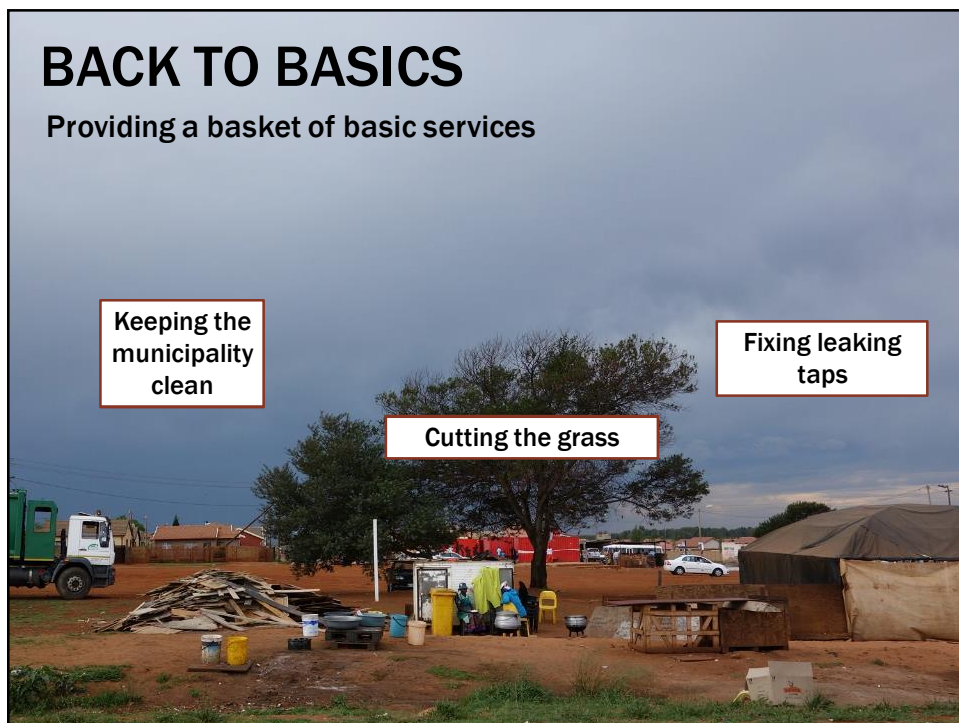 BACK TO BASICS
Providing a basket of basic services
Keeping the
municipality
clean
Fixing leaking
taps
Cutting the grass